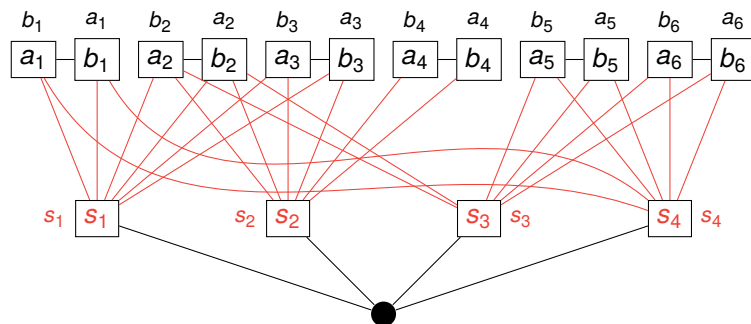 b₁ a₁ b₂ a₂ b₃ a₃ b₄ a₄ b₅ a₅ b₆ a₆
a₁ b₁ a₂ b₂ a₃ b₃ a₄ b₄ a₅ b₅ a₆ b₆
s₁ s₁ s₂ s₂ s₃ s₃ s₄ s₄